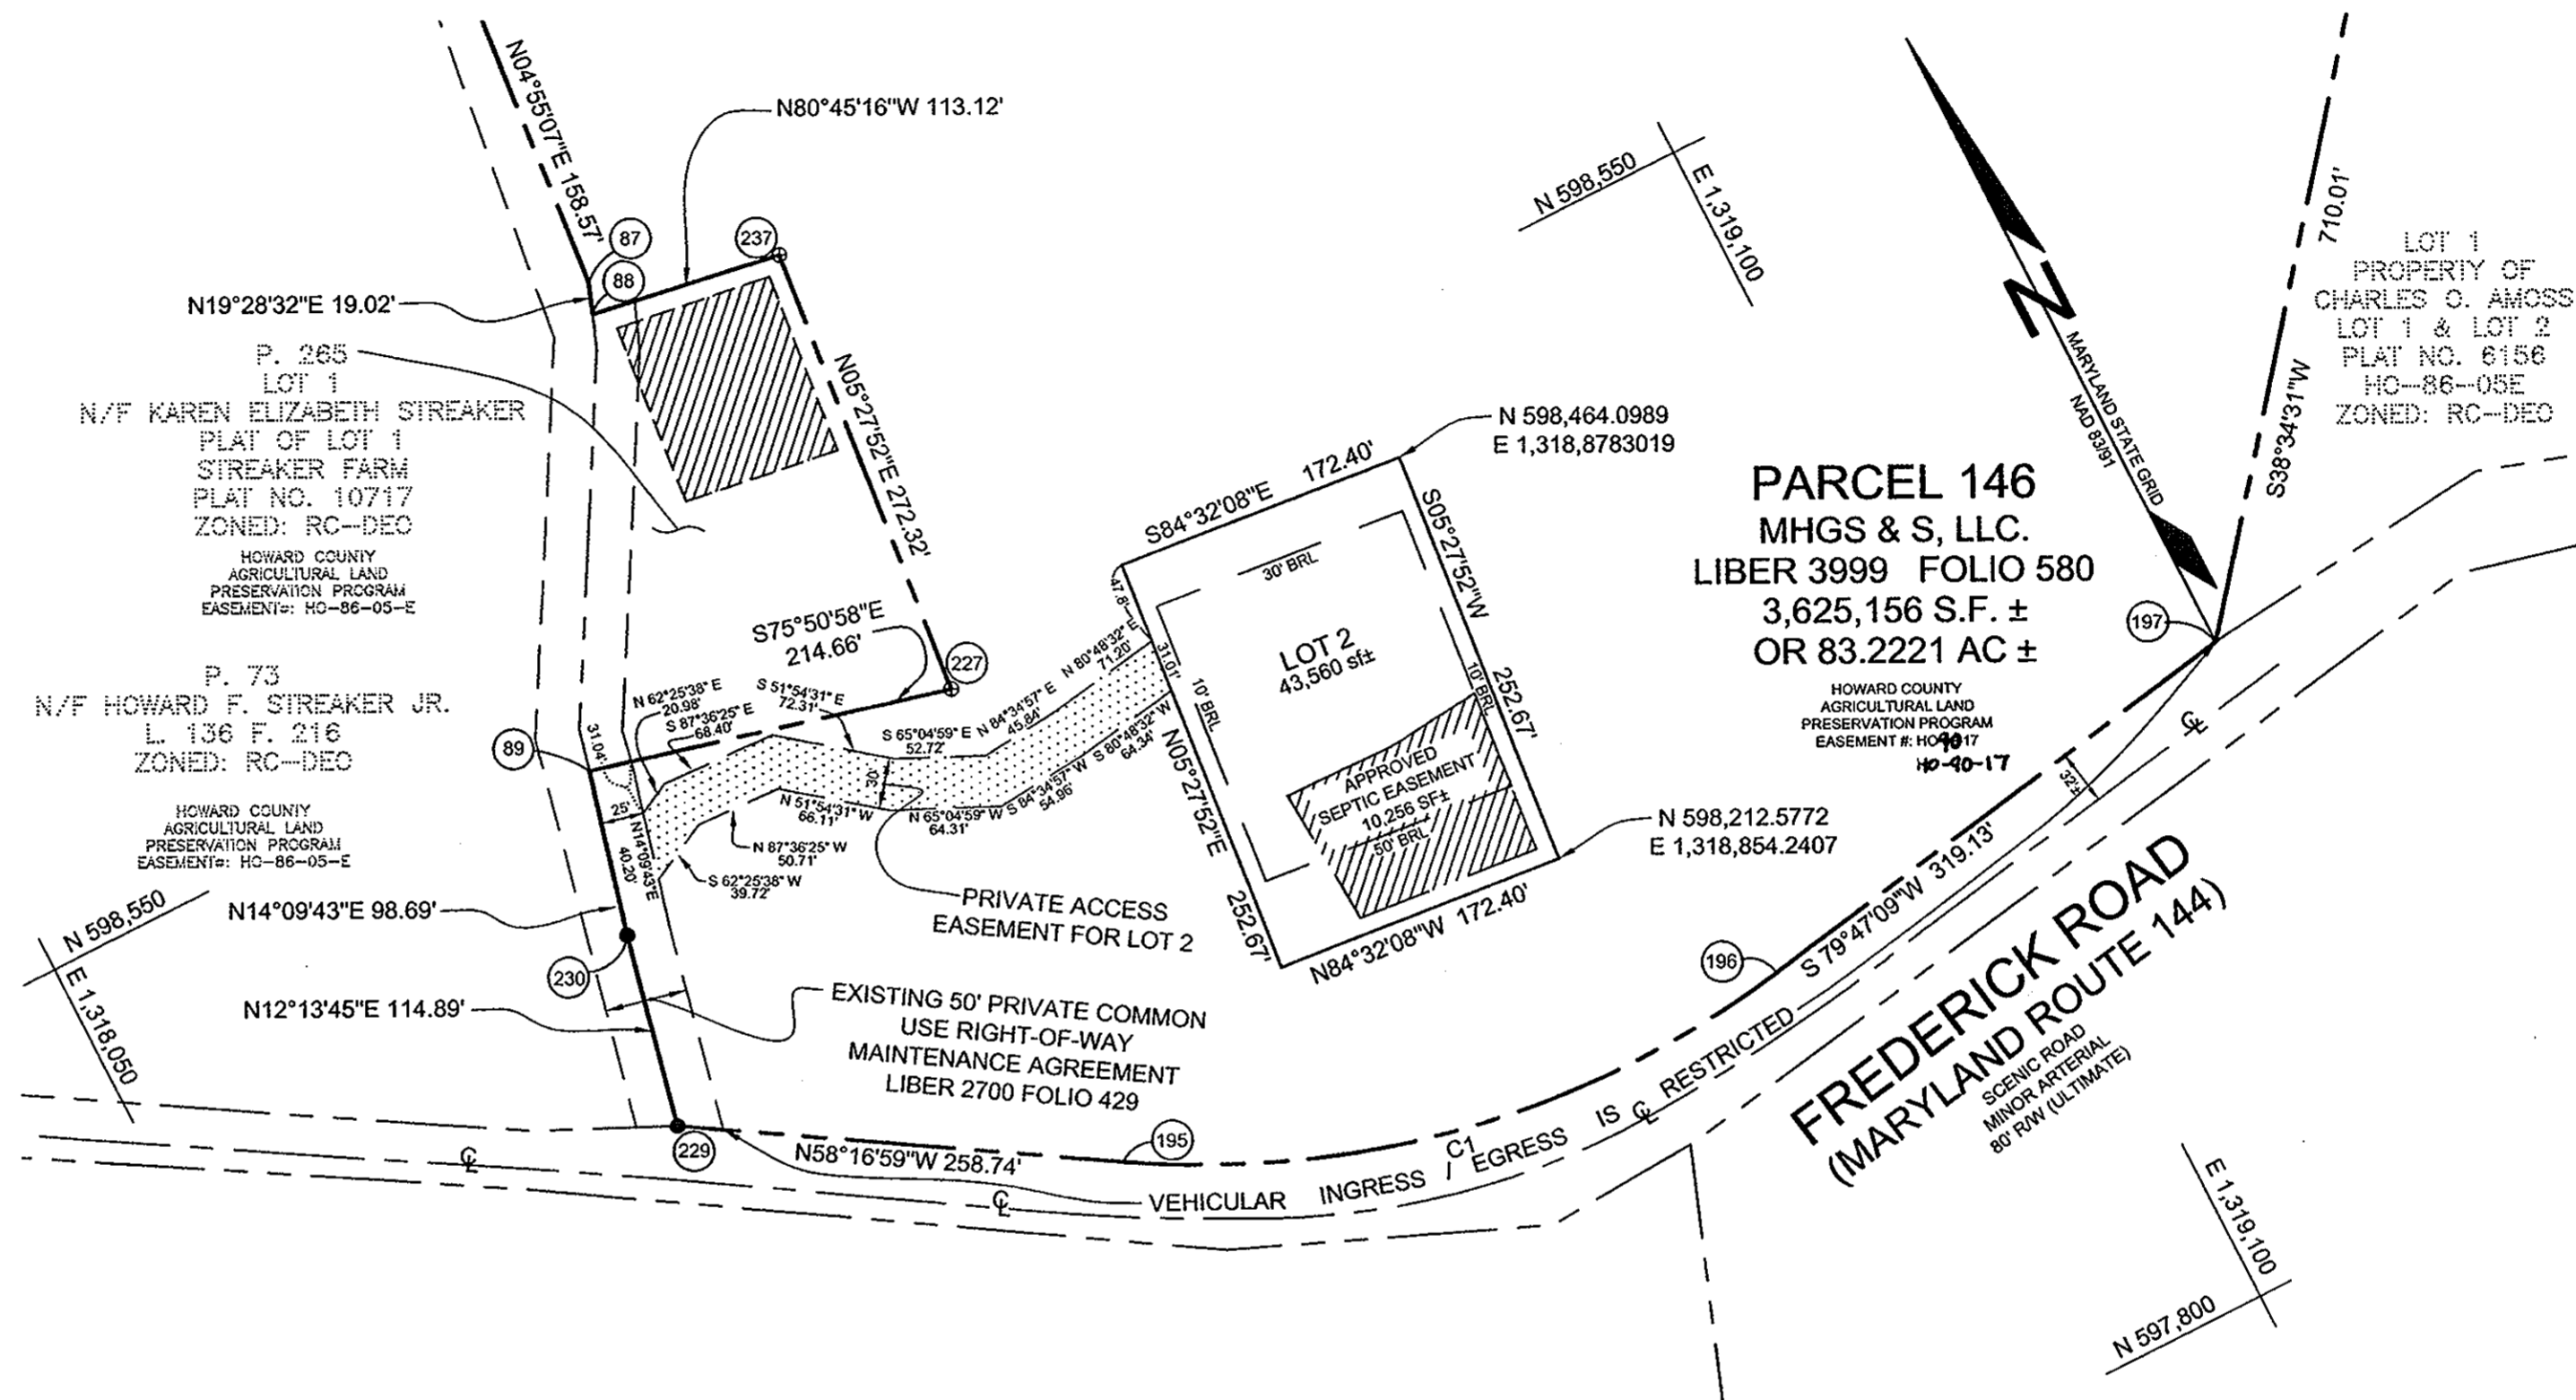 N04°55'07"E 158.57'
N80°45'16"W 113.12'
87
88
237
N19°28'32"E 19.02'
P. 265
LOT 1
N/F KAREN ELIZABETH STREAKER
PLAT OF LOT 1
STREAKER FARM
PLAT NO. 10717
ZONED: RC-DEO
HOWARD COUNTY
AGRICULTURAL LAND
PRESERVATION PROGRAM
EASEMENT#: HO-86-05-E
N05°27'52"E 272.32'
S75°50'58"E
214.66'
227
P. 73
N/F HOWARD F. STREAKER JR.
L. 136 F. 216
ZONED: RC-DEO
HOWARD COUNTY
AGRICULTURAL LAND
PRESERVATION PROGRAM
EASEMENT#: HO-86-05-E
89
31.04'
25'
N 62°25'38" E
20.98'
S 87°36'25" E
68.40'
S 51°54'31" E
72.31'
S 65°04'59" E
52.72'
N 84°34'57" E
45.84'
N 80°48'32" E
71.20'
30'
N14°09'43"E
40.20'
S 62°25'38" W
39.72'
N 87°36'25" W
50.71'
N 51°54'31" W
66.11'
N 65°04'59" W
64.31'
S 84°34'57" W
54.96'
S 80°48'32" W
64.34'
PRIVATE ACCESS
EASEMENT FOR LOT 2
N14°09'43"E 98.69'
230
N12°13'45"E 114.89'
EXISTING 50' PRIVATE COMMON
USE RIGHT-OF-WAY
MAINTENANCE AGREEMENT
LIBER 2700 FOLIO 429
N 598,550
E 1,318,050
229
N58°16'59"W 258.74'
195
C1
VEHICULAR INGRESS / EGRESS IS RESTRICTED
S84°32'08"E 172.40'
47.8'
31.01'
30' BRL
LOT 2
43,560 sf±
10' BRL
10' BRL
S05°27'52"W
252.67'
N05°27'52"E
252.67'
APPROVED
SEPTIC EASEMENT
10,256 SF±
50' BRL
N84°32'08"W 172.40'
N 598,464.0989
E 1,318,8783019
N 598,212.5772
E 1,318,854.2407
N 598,550
E 1,319,100
PARCEL 146
MHGS & S, LLC.
LIBER 3999 FOLIO 580
3,625,156 S.F. ±
OR 83.2221 AC ±
HOWARD COUNTY
AGRICULTURAL LAND
PRESERVATION PROGRAM
EASEMENT #: HO 17
HO-90-17
N
MARYLAND STATE GRID
NAD 83/91
710.01'
S38°34'31"W
LOT 1
PROPERTY OF
CHARLES O. AMOSS
LOT 1 & LOT 2
PLAT NO. 6156
HO-86-05E
ZONED: RC-DEO
197
32'±
196
S 79°47'09"W 319.13'
FREDERICK ROAD
(MARYLAND ROUTE 144)
SCENIC ROAD
MINOR ARTERIAL
80' R/W (ULTIMATE)
E 1,319,100
N 597,800